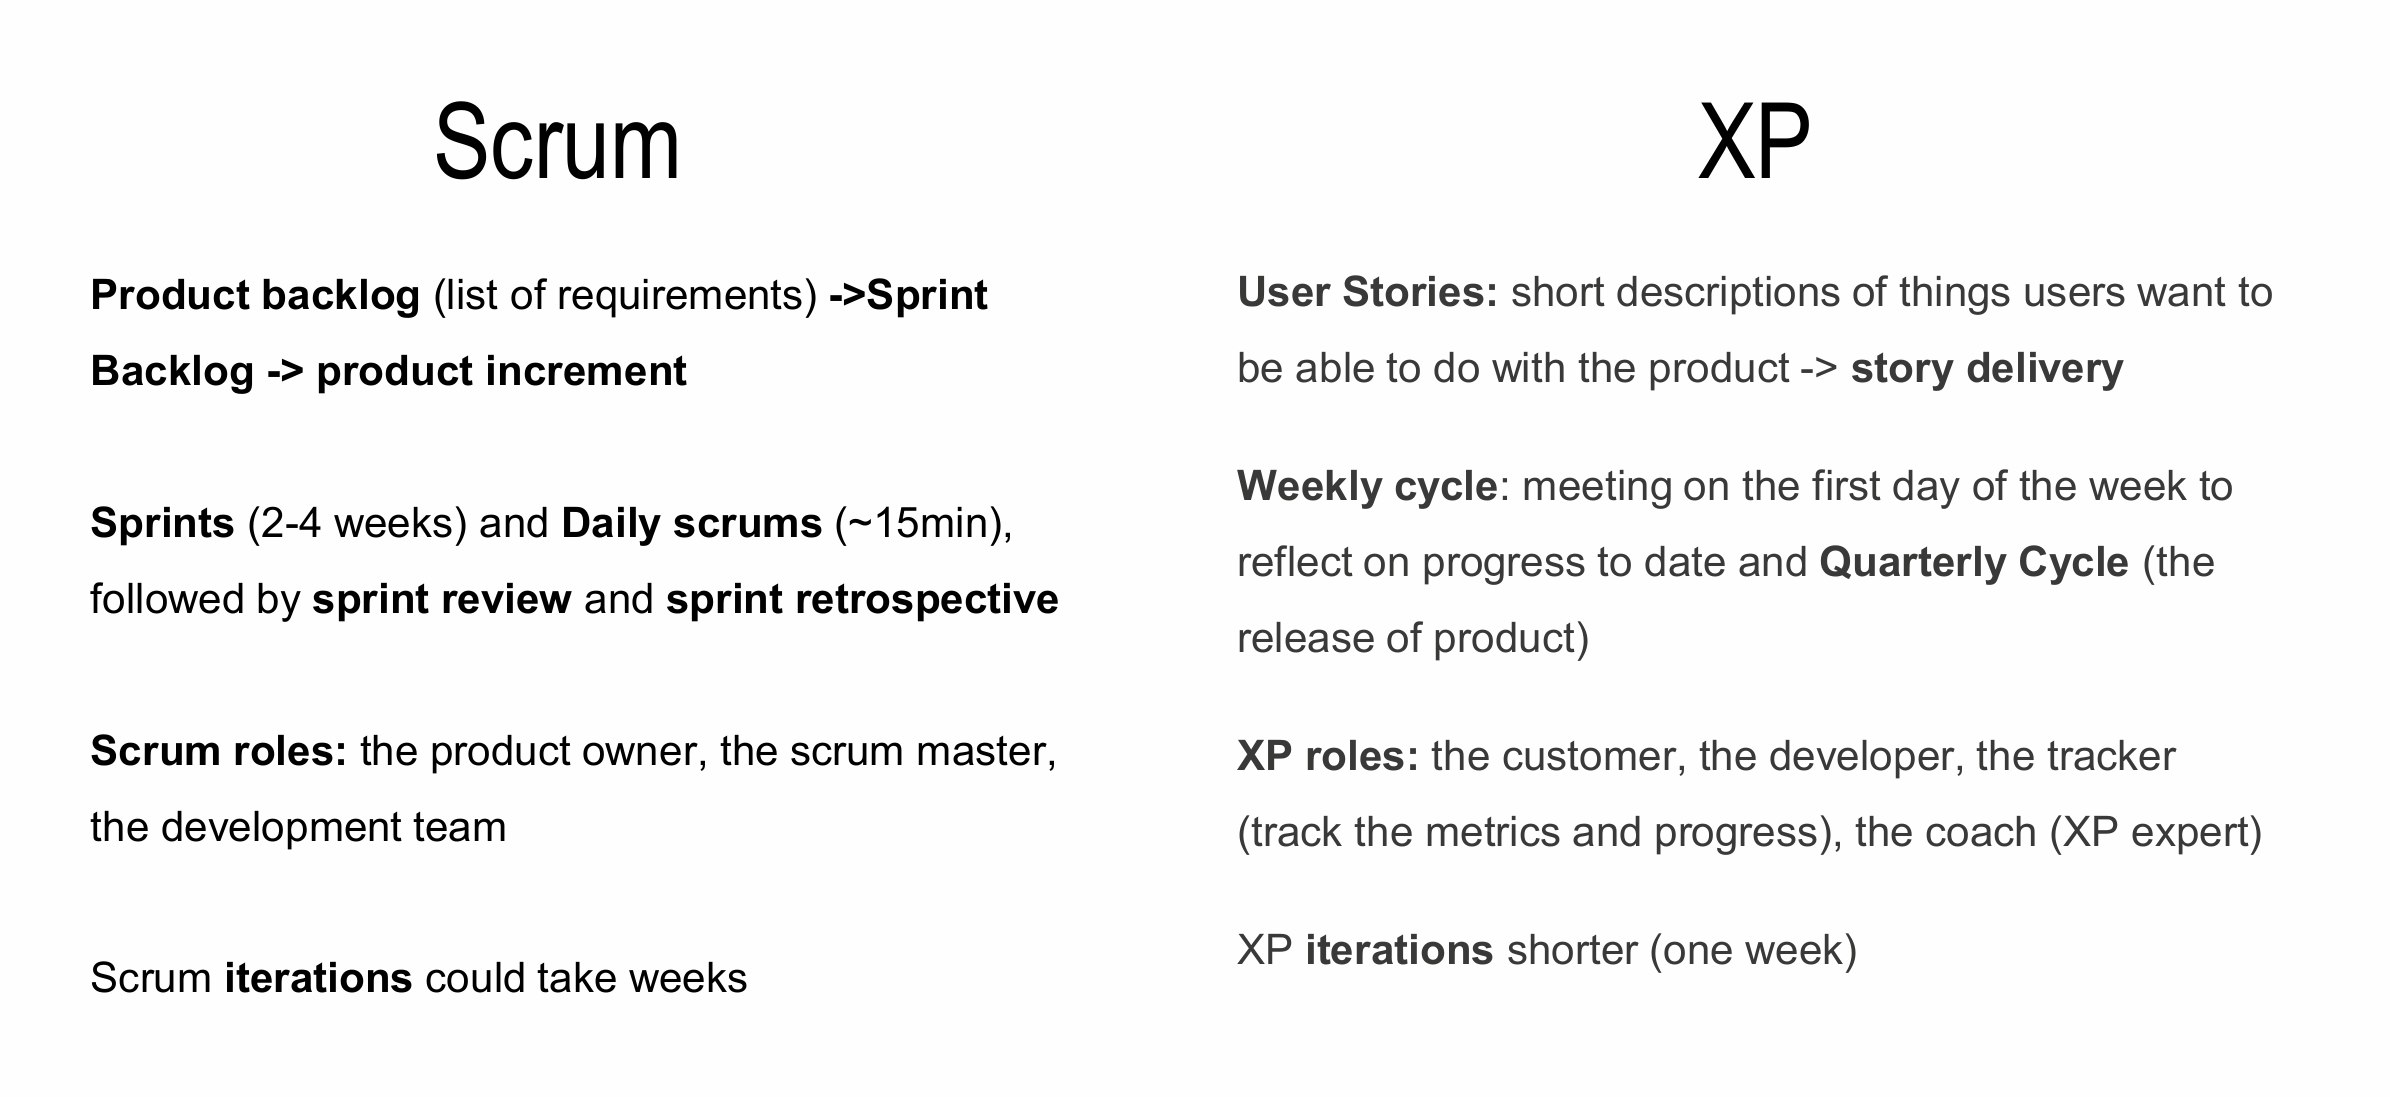 Scrum
Product backlog (list of requirements) ->Sprint
Backlog -> product increment
Sprints (2-4 weeks) and Daily scrums (~15min),
followed by sprint review and sprint retrospective
Scrum roles: the product owner, the scrum master,
the development team
Scrum iterations could take weeks
XP
User Stories: short descriptions of things users want to
be able to do with the product -> story delivery
Weekly cycle: meeting on the first day of the week to
reflect on progress to date and Quarterly Cycle (the
release of product)
XP roles: the customer, the developer, the tracker
(track the metrics and progress), the coach (XP expert)
XP iterations shorter (one week)